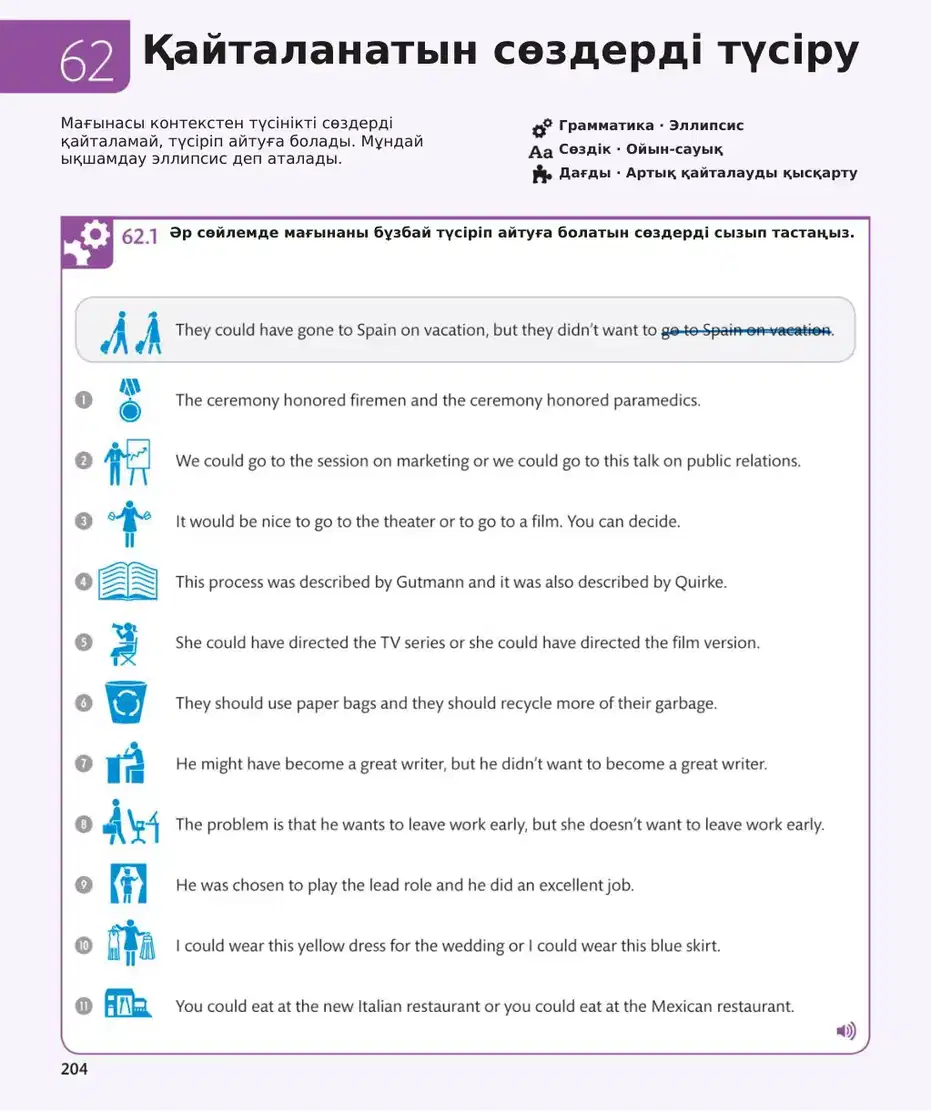 62
Қайталанатын сөздерді түсіру
Мағынасы контекстен түсінікті сөздерді
қайталамай, түсіріп айтуға болады. Мұндай
ықшамдау эллипсис деп аталады.
Грамматика · Эллипсис
Aa Сөздік · Ойын-сауық
Дағды · Артық қайталауды қысқарту
62.1 Әр сөйлемде мағынаны бұзбай түсіріп айтуға болатын сөздерді сызып тастаңыз.
They could have gone to Spain on vacation, but they didn’t want to go to Spain on vacation.
1 The ceremony honored firemen and the ceremony honored paramedics.
2 We could go to the session on marketing or we could go to this talk on public relations.
3 It would be nice to go to the theater or to go to a film. You can decide.
4 This process was described by Gutmann and it was also described by Quirke.
5 She could have directed the TV series or she could have directed the film version.
6 They should use paper bags and they should recycle more of their garbage.
7 He might have become a great writer, but he didn’t want to become a great writer.
8 The problem is that he wants to leave work early, but she doesn’t want to leave work early.
9 He was chosen to play the lead role and he did an excellent job.
10 I could wear this yellow dress for the wedding or I could wear this blue skirt.
11 You could eat at the new Italian restaurant or you could eat at the Mexican restaurant.
204